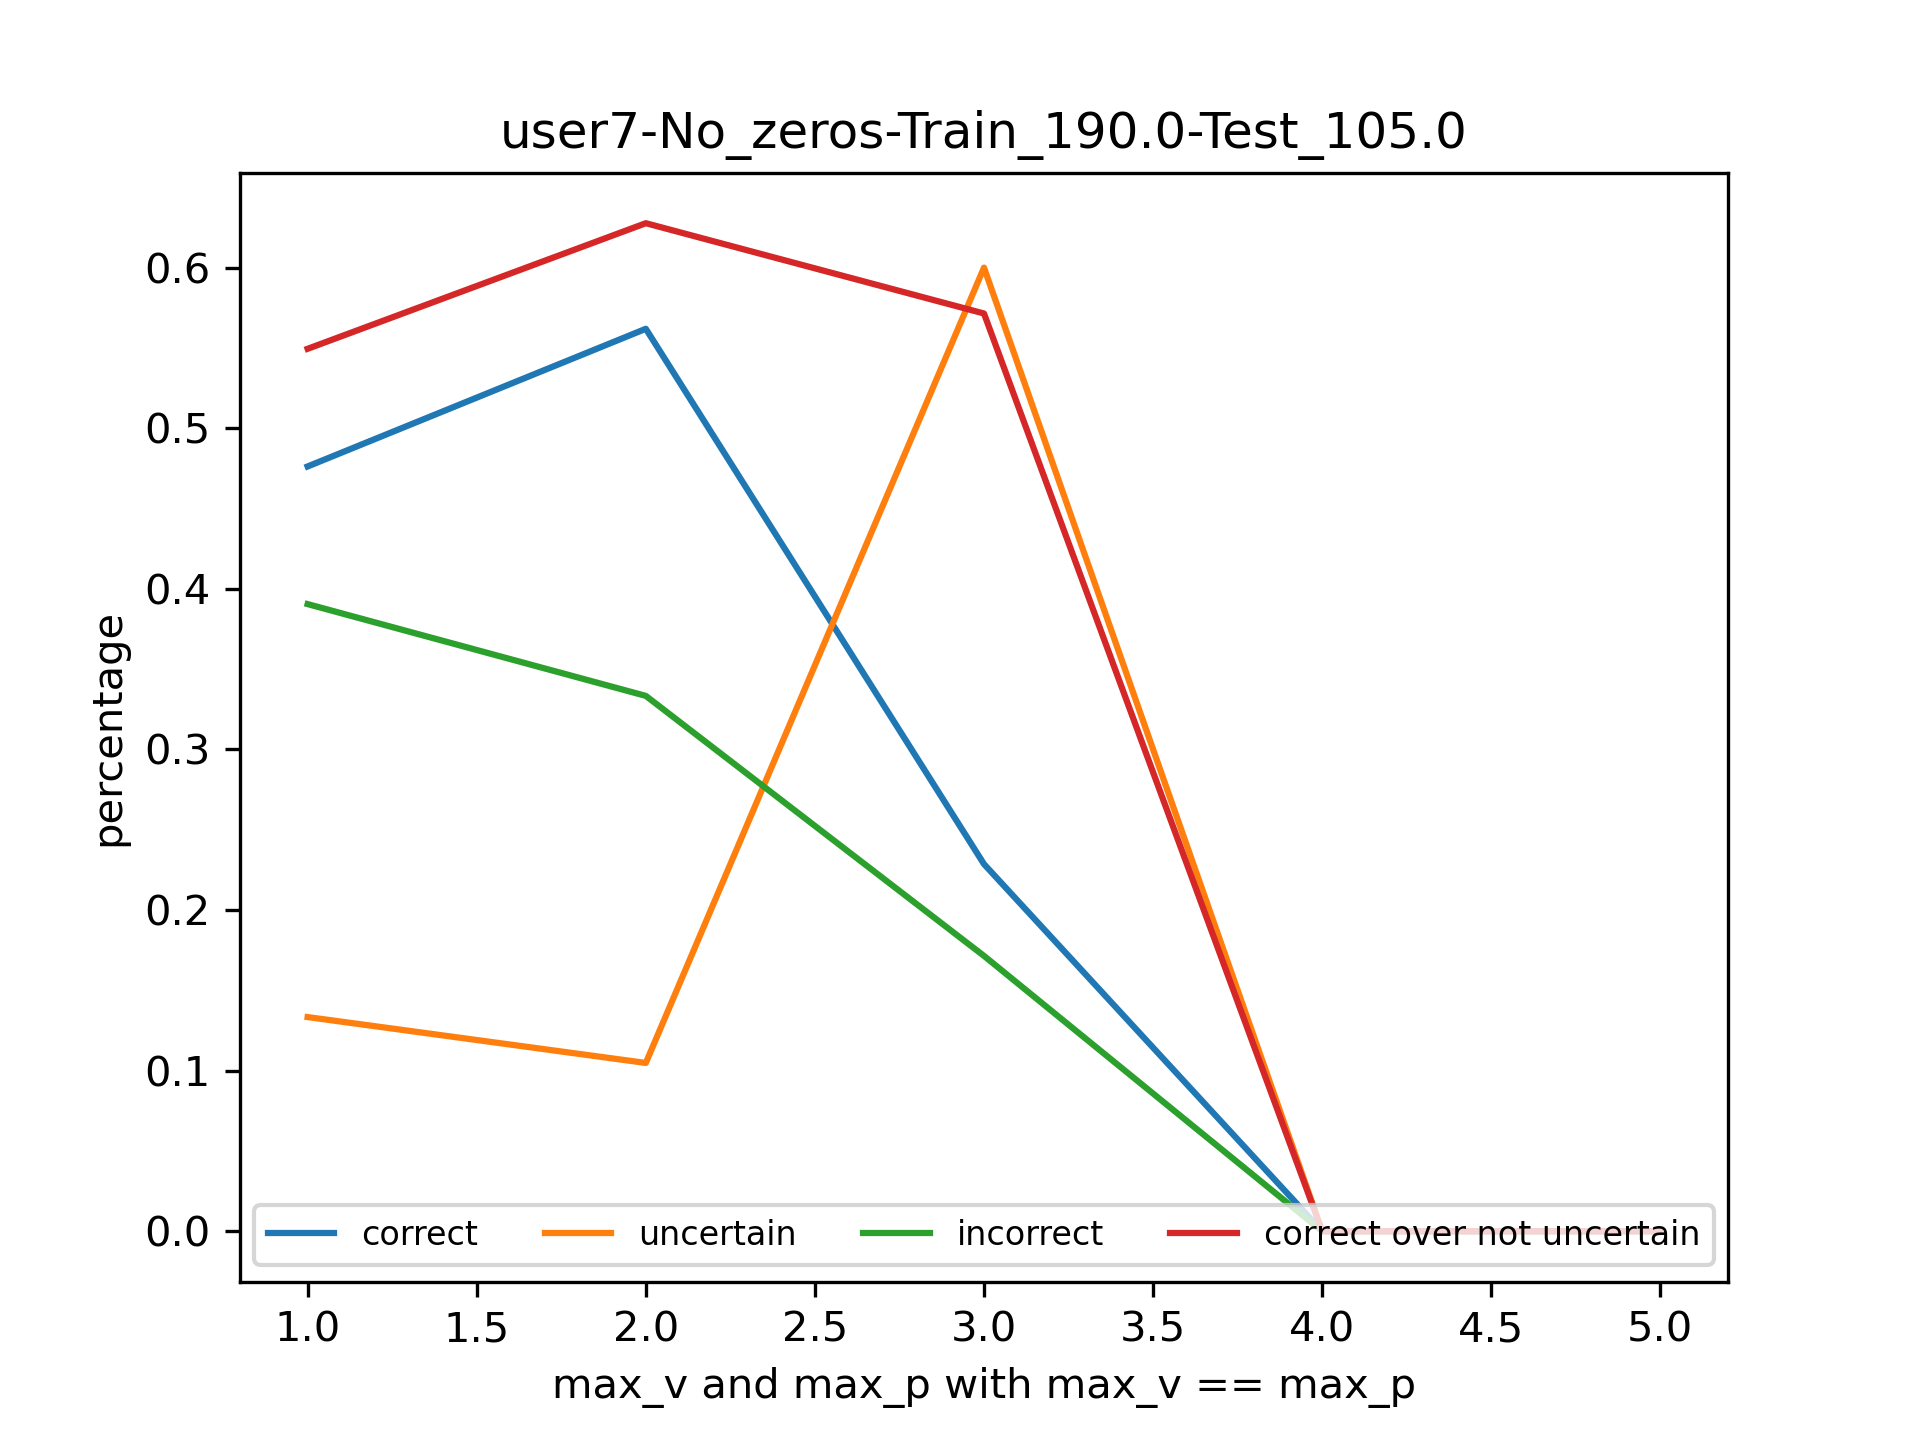 user7-No_zeros-Train_190.0-Test_105.0
percentage
0.6
0.5
0.4
0.3
0.2
0.1
0.0
correct uncertain incorrect correct over not uncertain
1.0 1.5 2.0 2.5 3.0 3.5 4.0 4.5 5.0
max_v and max_p with max_v == max_p